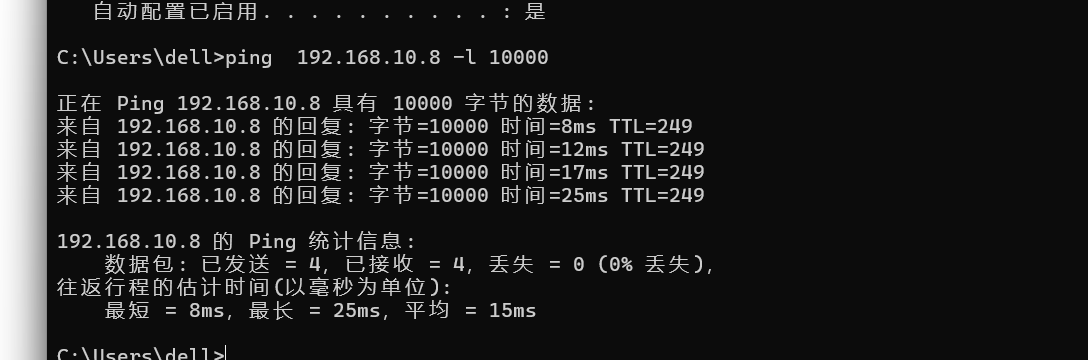 自动配置已启用. . . . . . . . . . : 是
C:\Users\dell>ping  192.168.10.8 -l 10000
正在 Ping 192.168.10.8 具有 10000 字节的数据:
来自 192.168.10.8 的回复: 字节=10000 时间=8ms TTL=249
来自 192.168.10.8 的回复: 字节=10000 时间=12ms TTL=249
来自 192.168.10.8 的回复: 字节=10000 时间=17ms TTL=249
来自 192.168.10.8 的回复: 字节=10000 时间=25ms TTL=249
192.168.10.8 的 Ping 统计信息:
数据包: 已发送 = 4, 已接收 = 4, 丢失 = 0 (0% 丢失),
往返行程的估计时间(以毫秒为单位):
最短 = 8ms, 最长 = 25ms, 平均 = 15ms
C:\Users\dell>